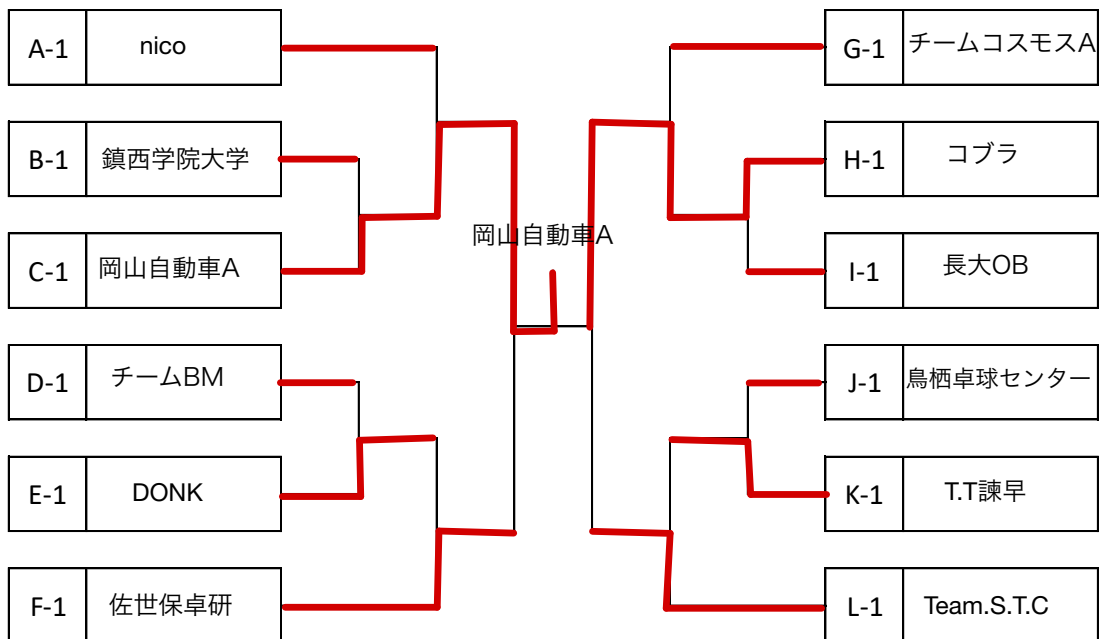 A-1 nico
B-1 鎮西学院大学
C-1 岡山自動車A
D-1 チームBM
E-1 DONK
F-1 佐世保卓研
岡山自動車A
G-1 チームコスモスA
H-1 コブラ
I-1 長大OB
J-1 鳥栖卓球センター
K-1 T.T諫早
L-1 Team.S.T.C